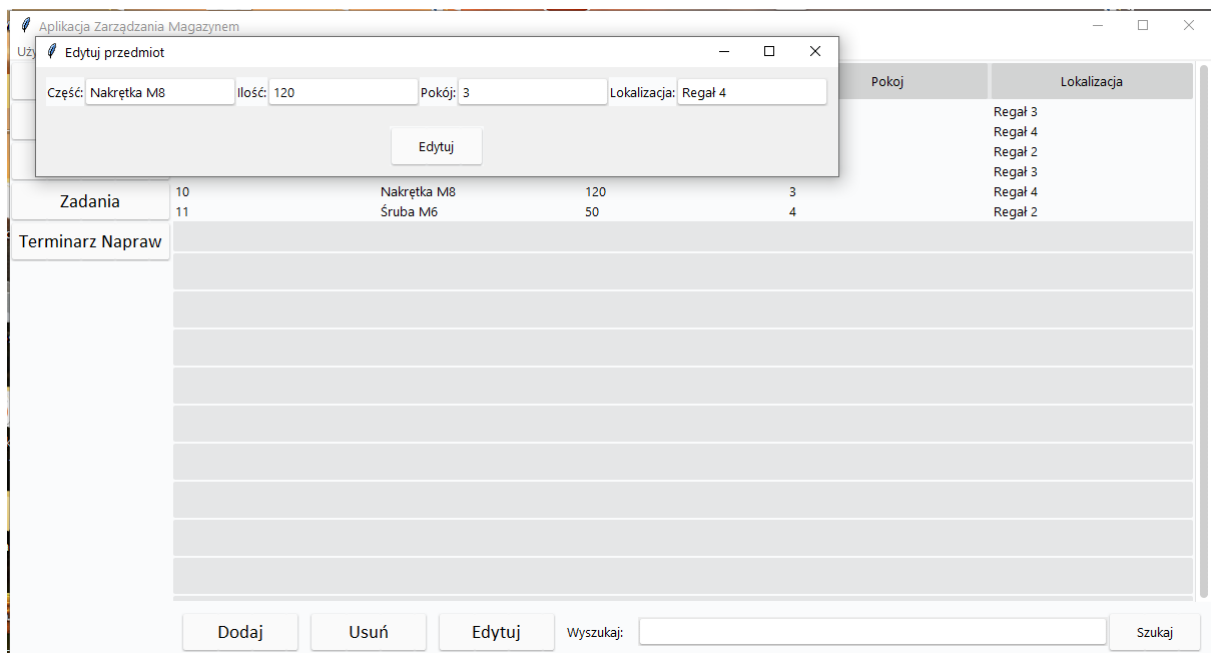 Aplikacja Zarządzania Magazynem
Edytuj przedmiot
Część: Nakrętka M8 Ilość: 120 Pokój: 3 Lokalizacja: Regał 4
Edytuj
Pokoj Lokalizacja
Regał 3
Regał 4
Regał 2
Regał 3
10 Nakrętka M8 120 3 Regał 4
11 Śruba M6 50 4 Regał 2
Zadania
Terminarz Napraw
Dodaj Usuń Edytuj Wyszukaj: Szukaj